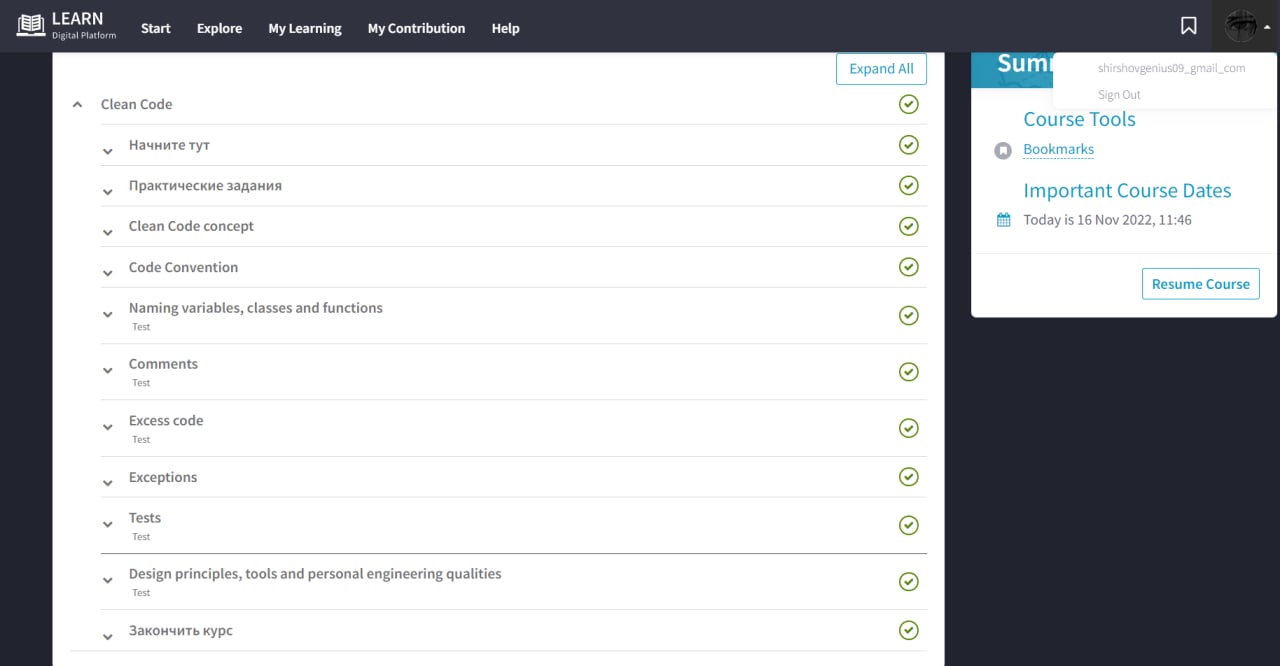 LEARN
Digital Platform
Start
Explore
My Learning
My Contribution
Help
Expand All
Clean Code
Начните тут
Практические задания
Clean Code concept
Code Convention
Naming variables, classes and functions
Test
Comments
Test
Excess code
Test
Exceptions
Tests
Test
Design principles, tools and personal engineering qualities
Test
Закончить курс
shirshovgenius09_gmail_com
Sign Out
Course Tools
Bookmarks
Important Course Dates
Today is 16 Nov 2022, 11:46
Resume Course